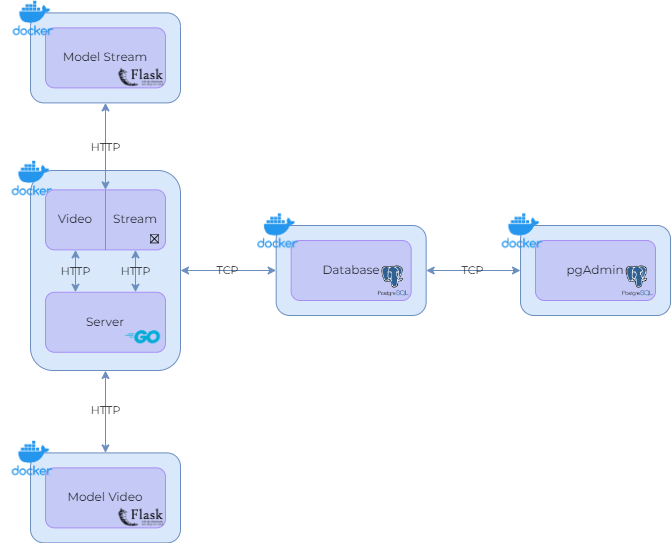 docker
Model Stream
Flask
HTTP
docker
Video
Stream
HTTP
HTTP
Server
GO
TCP
docker
Database
PostgreSQL
TCP
docker
pgAdmin
PostgreSQL
HTTP
docker
Model Video
Flask